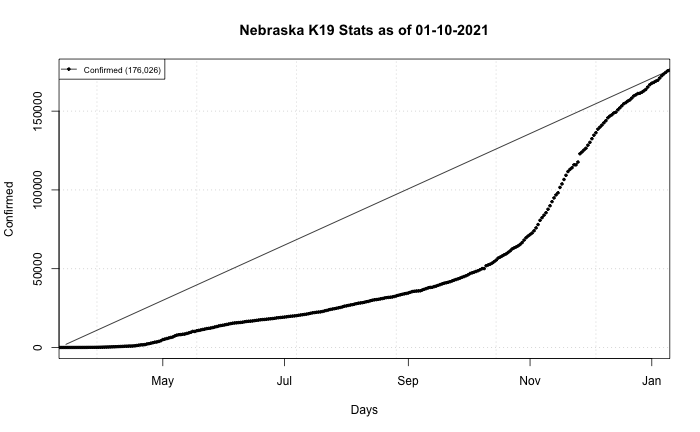 Nebraska K19 Stats as of 01-10-2021
Confirmed (176,026)
150000
100000
50000
0
Confirmed
May Jul Sep Nov Jan
Days